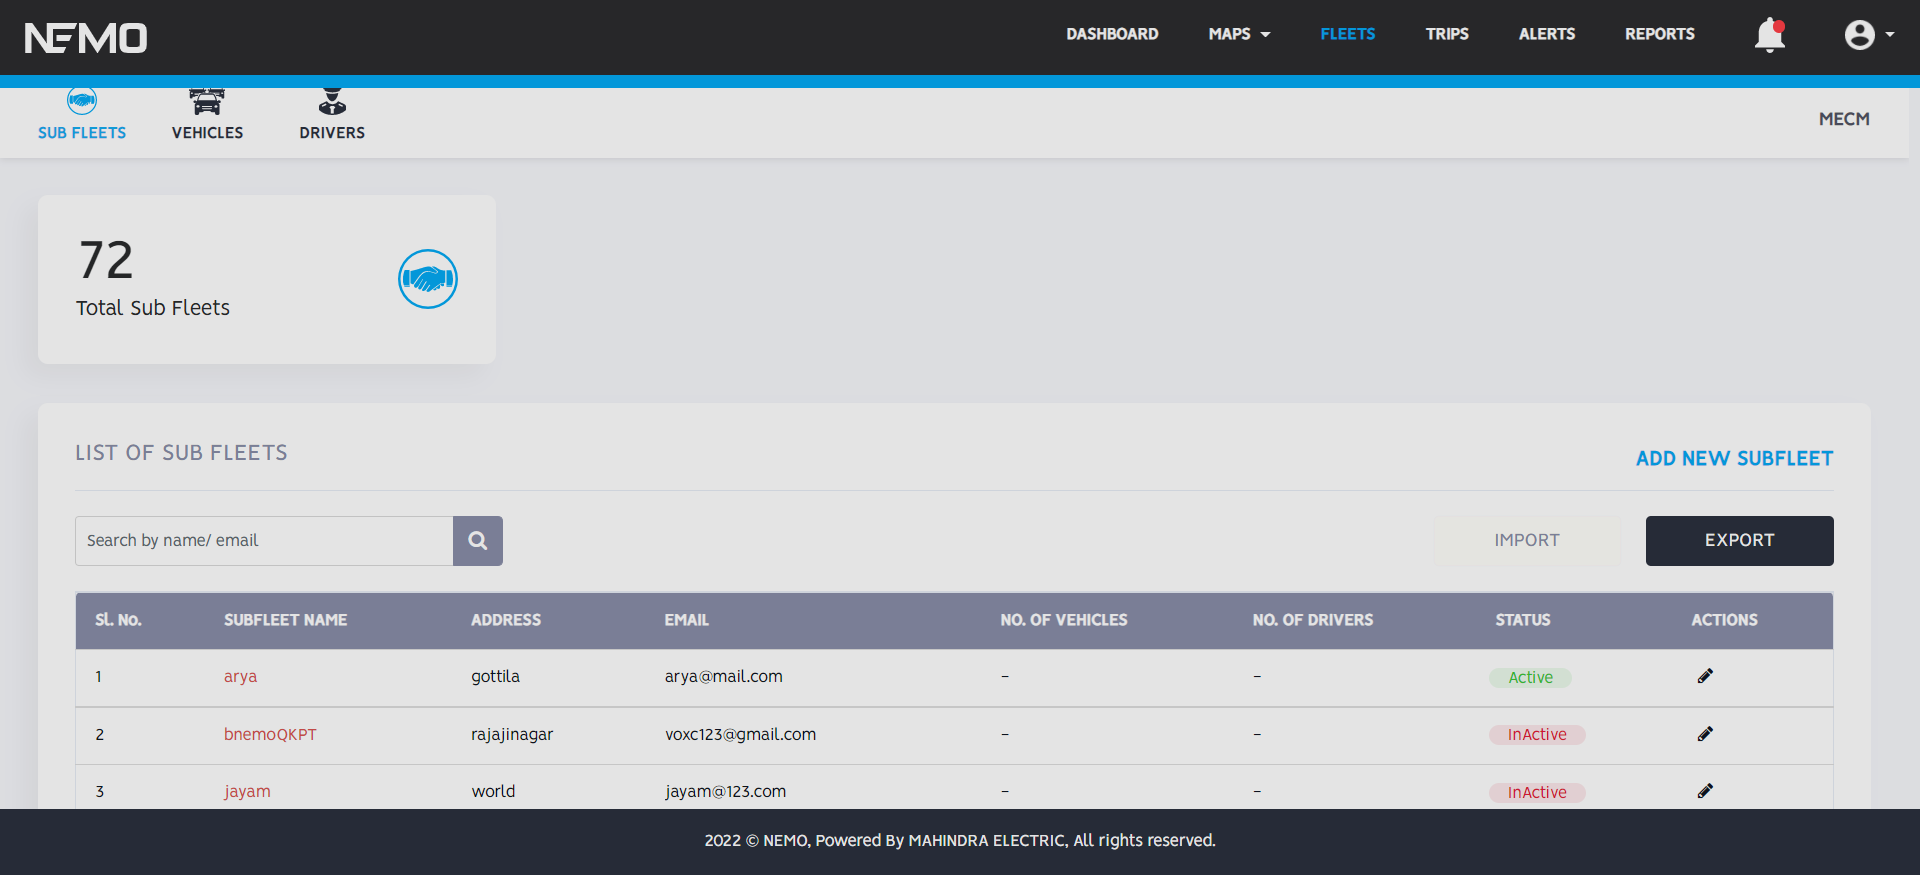 NEMO
DASHBOARD MAPS FLEETS TRIPS ALERTS REPORTS
SUB FLEETS VEHICLES DRIVERS
MECM
72
Total Sub Fleets
LIST OF SUB FLEETS
ADD NEW SUBFLEET
Search by name/ email
IMPORT EXPORT
Sl. No. SUBFLEET NAME ADDRESS EMAIL NO. OF VEHICLES NO. OF DRIVERS STATUS ACTIONS
1 arya gottila arya@mail.com – – Active
2 bnemoQKPT rajajinagar voxc123@gmail.com – – InActive
3 jayam world jayam@123.com – – InActive
2022 © NEMO, Powered By MAHINDRA ELECTRIC, All rights reserved.